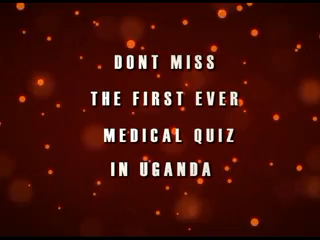 DONT MISS
THE FIRST EVER
MEDICAL QUIZ
IN UGANDA